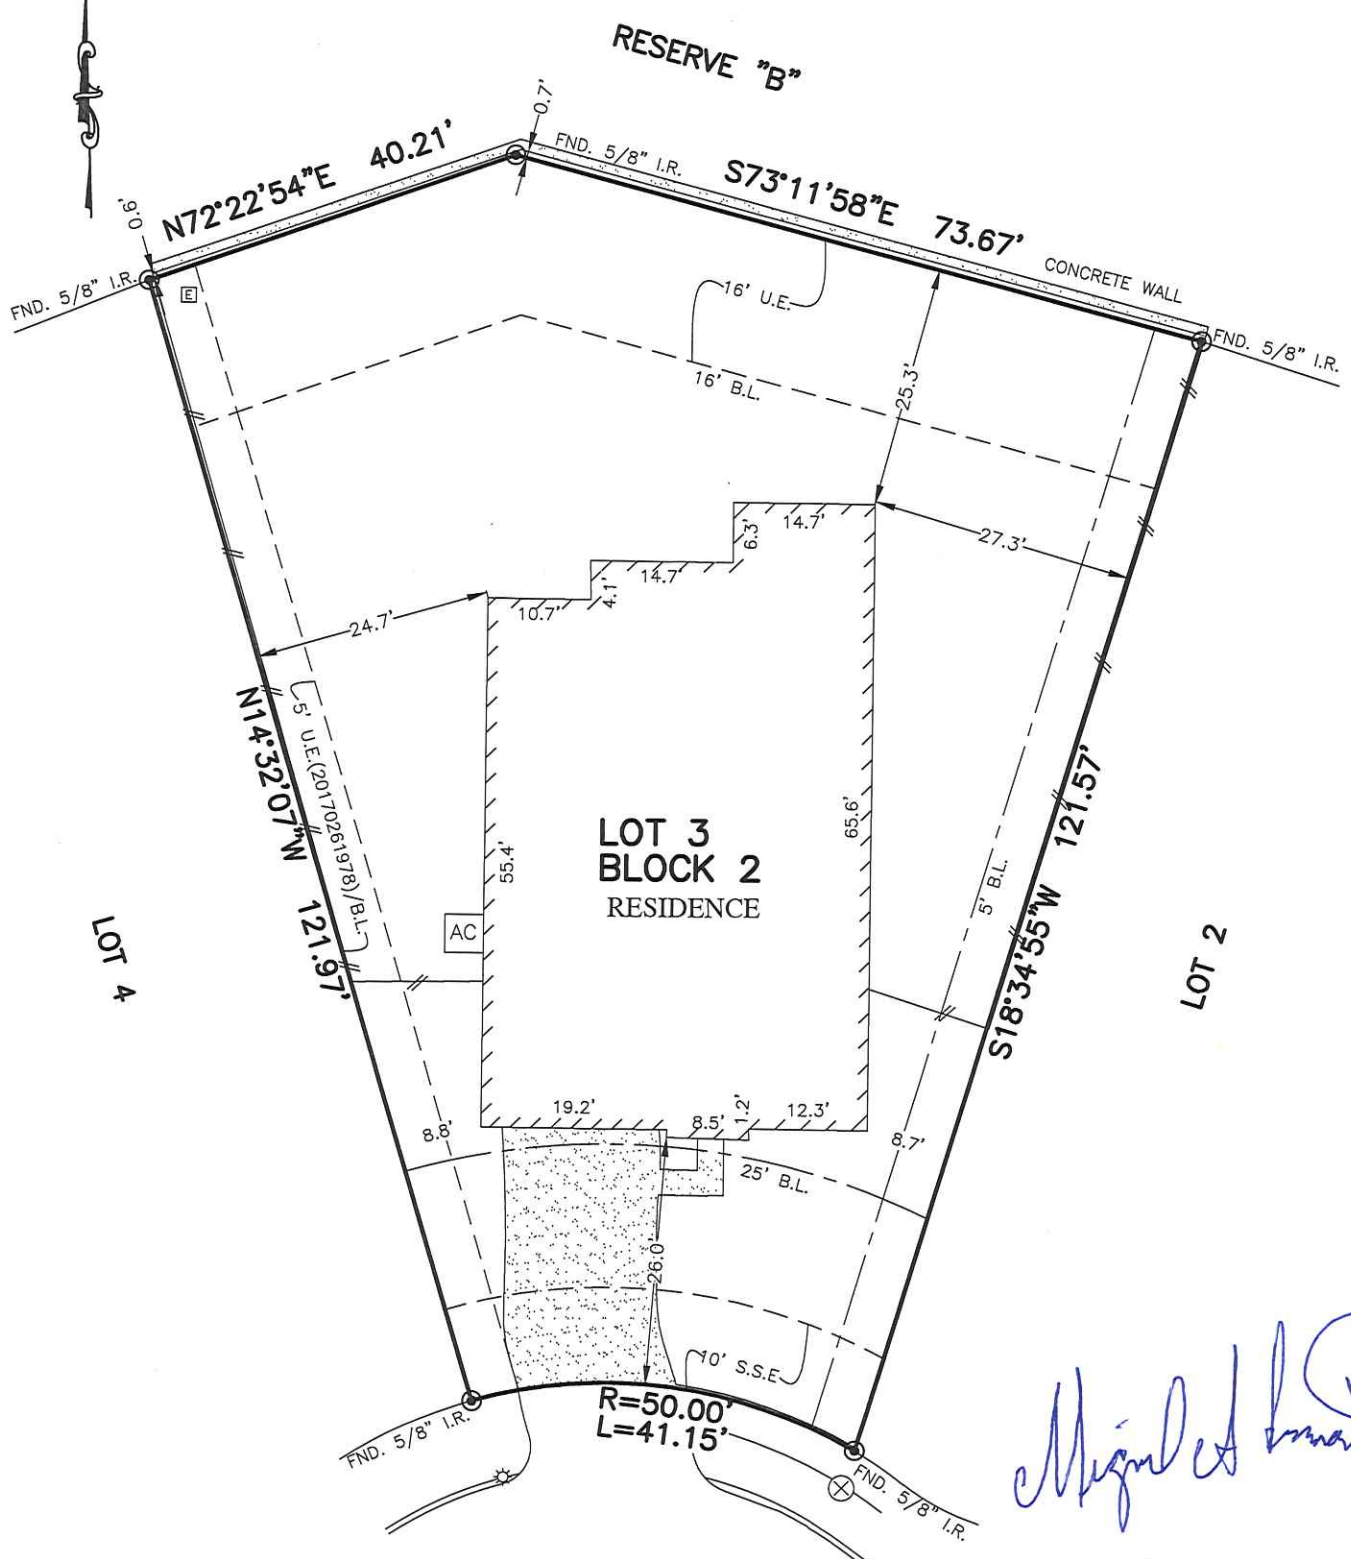 RESERVE "B"
0.7'
FND. 5/8" I.R.
N72°22'54"E 40.21'
S73°11'58"E 73.67'
0.6'
CONCRETE WALL
FND. 5/8" I.R.
E
16' U.E.
FND. 5/8" I.R.
16' B.L.
25.3'
14.7'
6.3'
27.3'
14.7'
4.1'
10.7'
24.7'
N14°32'07"W 121.97'
5' U.E.(20170261978)/B.L.
55.4'
65.6'
LOT 3
BLOCK 2
RESIDENCE
S18°34'55"W 121.57'
5' B.L.
AC
LOT 4
LOT 2
19.2'
8.5'
1.2'
12.3'
8.8'
8.7'
25' B.L.
26.0'
10' S.S.E
R=50.00'
L=41.15'
FND. 5/8" I.R.
FND. 5/8" I.R.
Miguel A